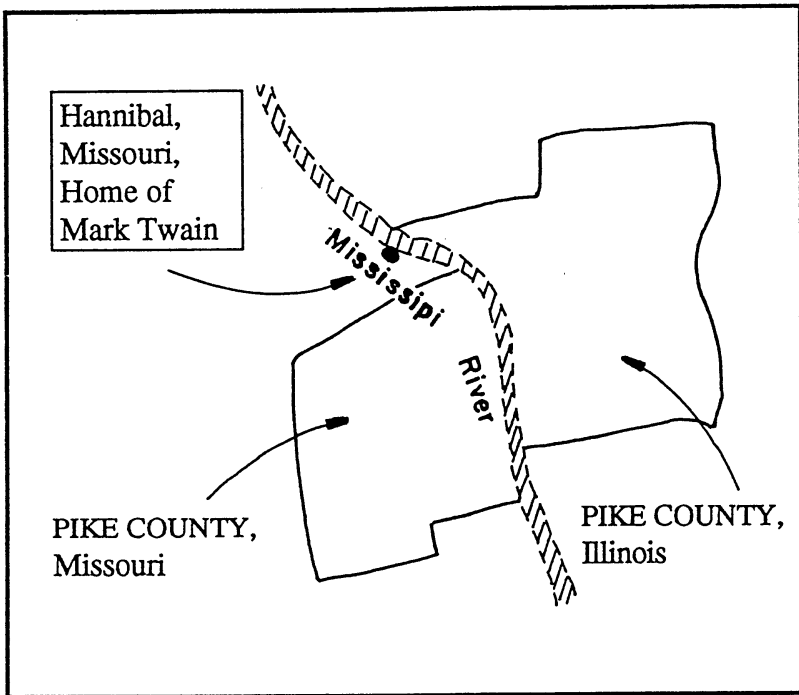 Hannibal,
Missouri,
Home of
Mark Twain
Mississipi
River
PIKE COUNTY,
Missouri
PIKE COUNTY,
Illinois